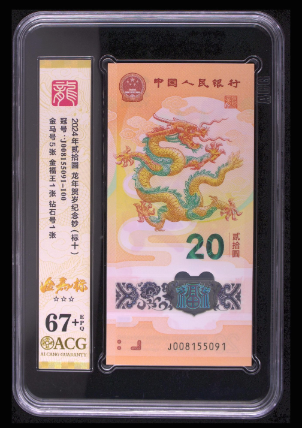 龍
2024年贰拾圆 龙年贺岁纪念钞（标十）
冠号：J008155091-100
金马号5张 金福王1张 钻石号1张
☆☆☆
67+
EPQ
ACG
中国人民银行
20
贰拾圆
J008155091